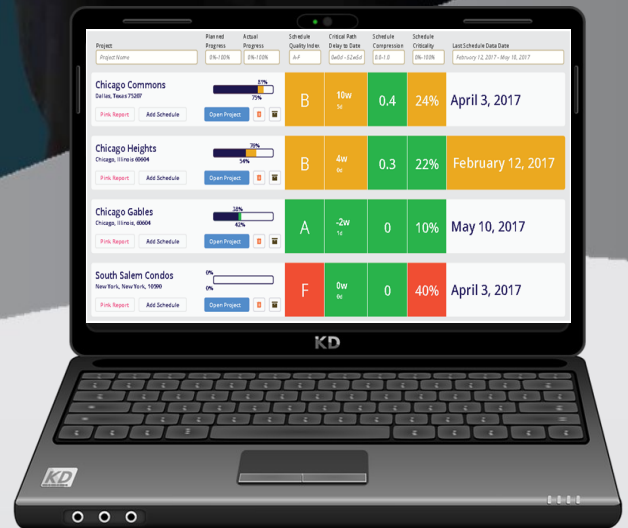 Project:
Planned Progress
Actual Progress
Schedule Quality Index
Critical Path Delay to Date
Schedule Compression
Schedule Criticality
Last Schedule Data Date
Project Name
0%-100%
0%-100%
A-F
0.0-1.0
0%-100%
February 12, 2017 - May 10, 2017
Chicago Commons
Dallas, Texas 75287
Pink Report
Add Schedule
81%
75%
Open Project
B
10w
0.4
24%
April 3, 2017
Chicago Heights
Chicago, Illinois 60604
Pink Report
Add Schedule
70%
54%
Open Project
B
4w
0.3
22%
February 12, 2017
Chicago Gables
Chicago, Illinois, 60604
Pink Report
Add Schedule
38%
42%
Open Project
A
-2w
1d
0
10%
May 10, 2017
South Salem Condos
New York, New York, 10590
Pink Report
Add Schedule
0%
0%
Open Project
F
0w
0d
0
40%
April 3, 2017
KD
KD